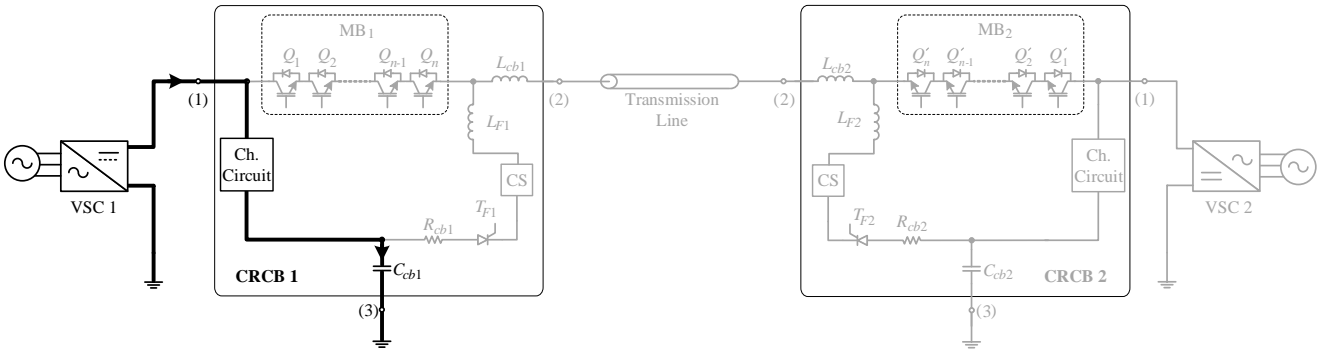 MB1
MB2
Q1 Q2 Qn-1 Qn
Lcb1
Lcb2
Q′n Q′n-1 Q′2 Q′1
(1)
(2)
Transmission
Line
(2)
(1)
LF1
LF2
Ch.
Circuit
CS
CS
Ch.
Circuit
VSC 1
VSC 2
Rcb1
TF1
TF2
Rcb2
CRCB 1
Ccb1
Ccb2
CRCB 2
(3)
(3)